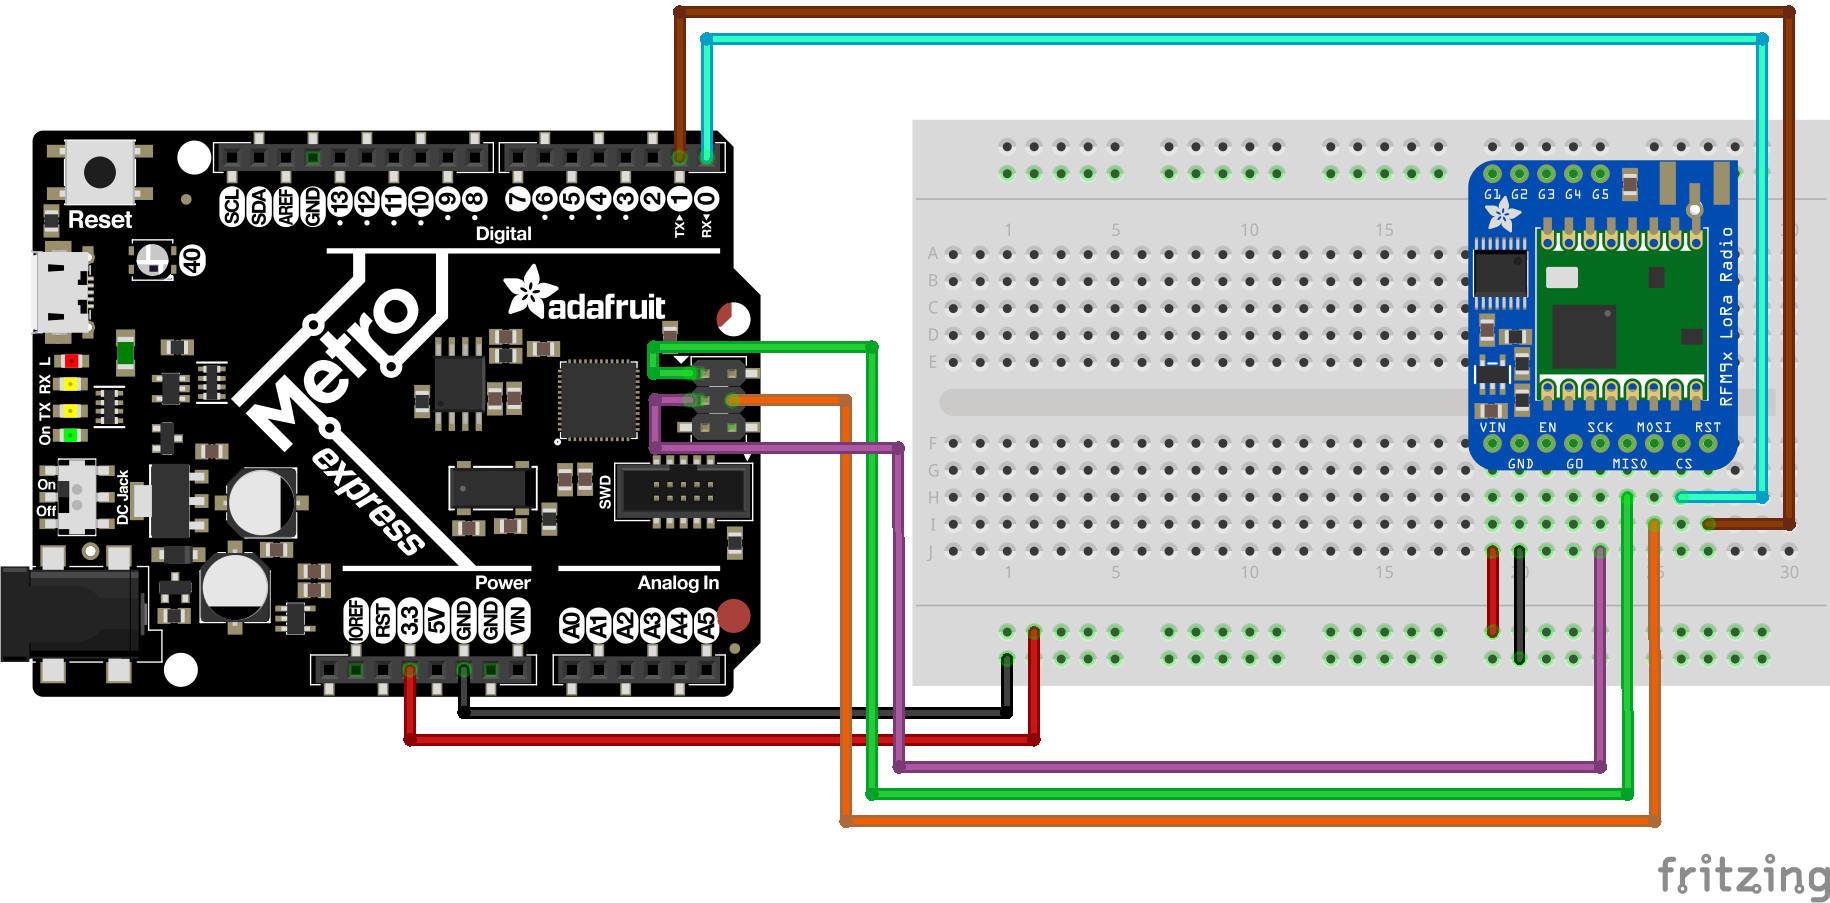 Reset
SCL SDA AREF GND 13 12 11 10 9 8 7 6 5 4 3 2 1 0
TX RX
Digital
40
Metro
express
adafruit
L
RX
TX
On
On
Off
DC Jack
SWD
Power
Analog In
IOREF RST 3.3 5V GND GND VIN A0 A1 A2 A3 A4 A5
1 5 10 15 30
A
B
C
D
E
F
G
H
I
J
1 5 10 15 20 25 30
G1 G2 G3 G4 G5
RFM9x LoRa Radio
VIN EN SCK MOSI RST
GND G0 MISO CS
fritzing